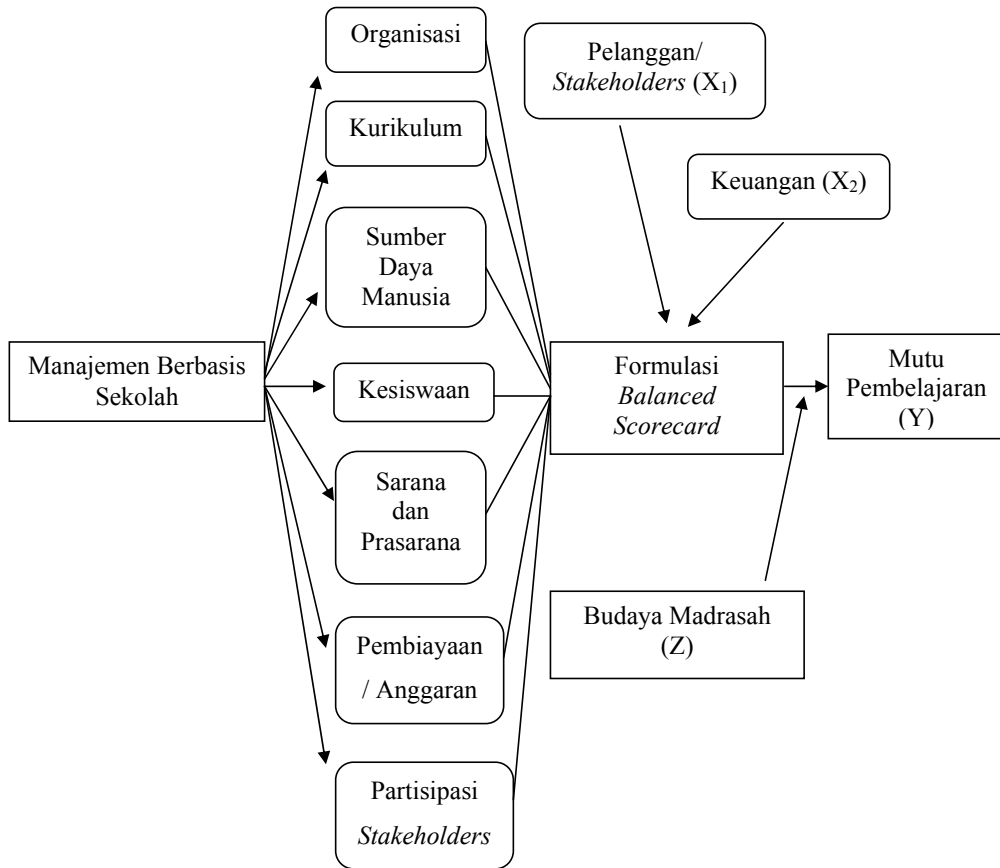 Organisasi
Kurikulum
Sumber
Daya
Manusia
Kesiswaan
Sarana
dan
Prasarana
Pembiayaan
/ Anggaran
Partisipasi
Stakeholders
Manajemen Berbasis
Sekolah
Pelanggan/
Stakeholders (X₁)
Keuangan (X₂)
Formulasi
Balanced
Scorecard
Mutu
Pembelajaran
(Y)
Budaya Madrasah
(Z)